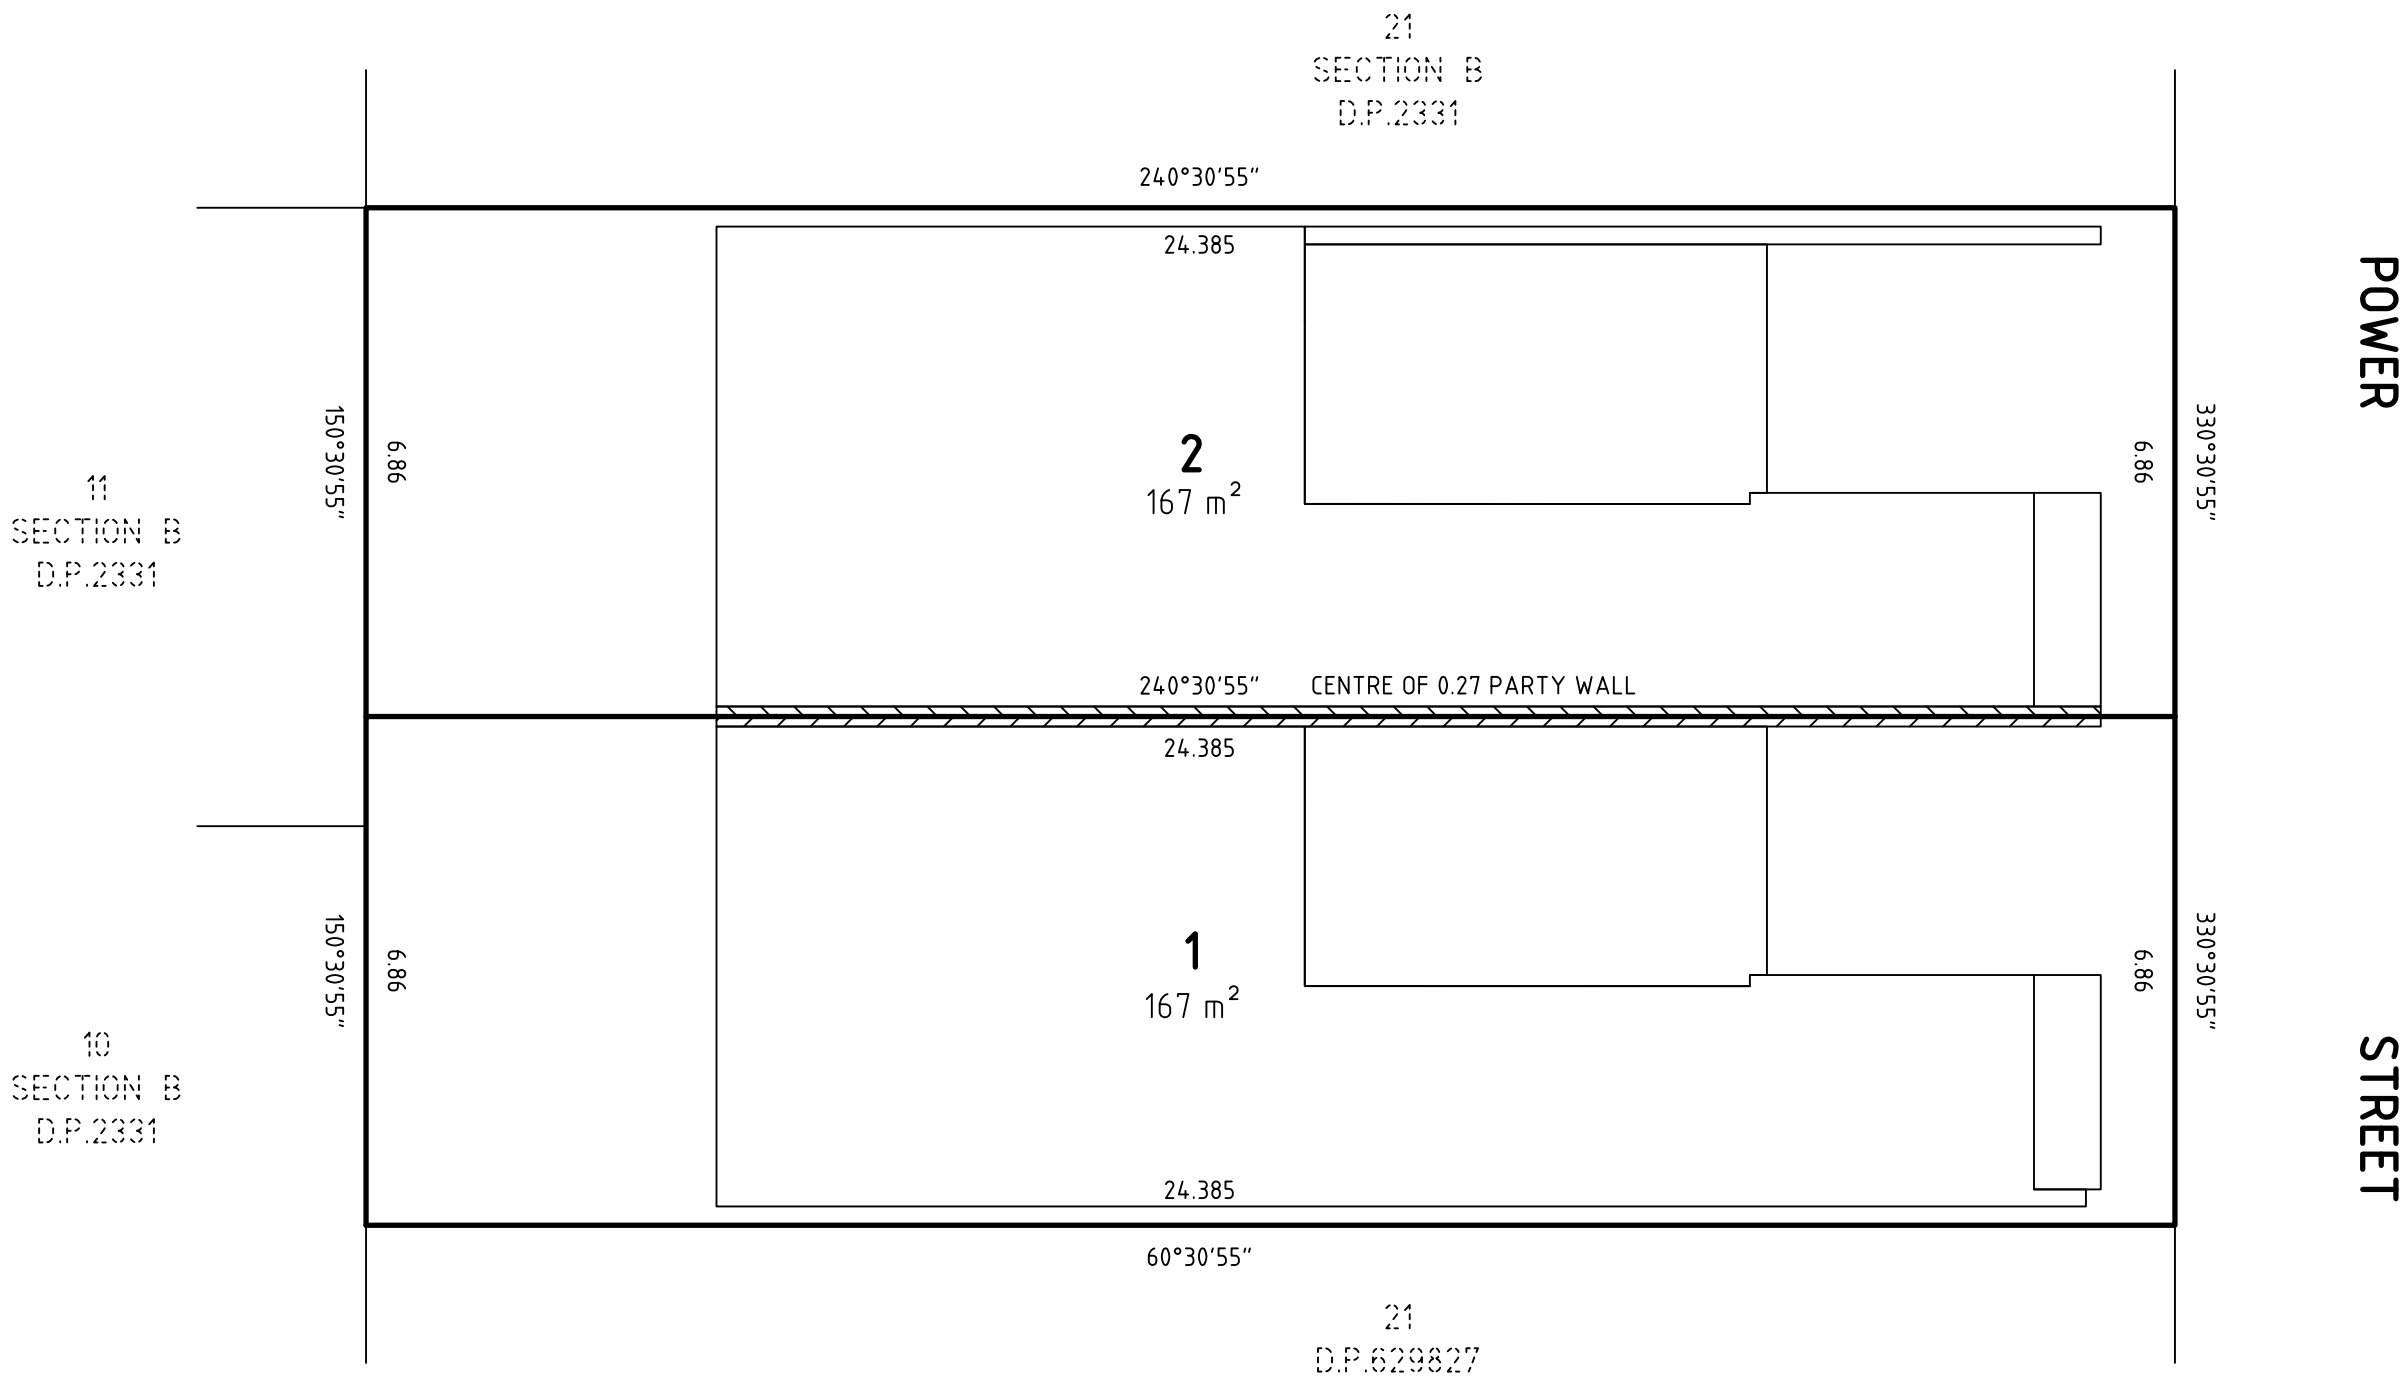 21
SECTION B
D.P.2331
240°30'55"
24.385
POWER
2
167 m²
150°30'55"
6.86
6.86
330°30'55"
11
SECTION B
D.P.2331
240°30'55" CENTRE OF 0.27 PARTY WALL
24.385
1
167 m²
150°30'55"
6.86
6.86
330°30'55"
10
SECTION B
D.P.2331
STREET
24.385
60°30'55"
21
D.P.629827